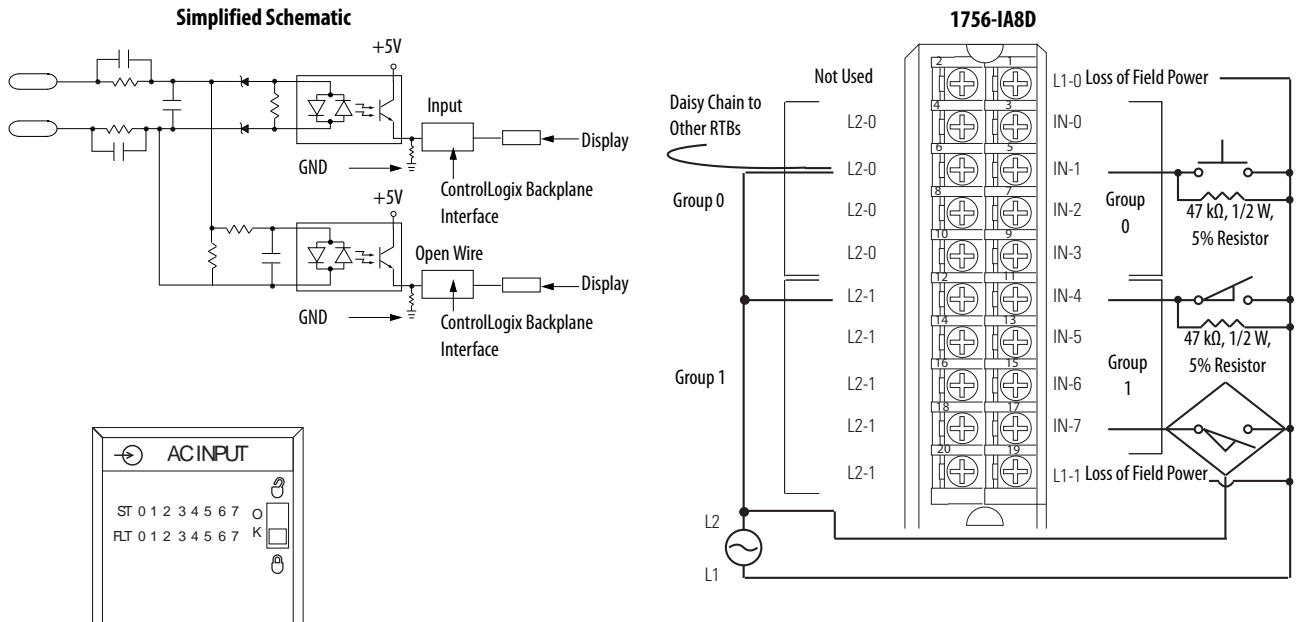 Simplified Schematic
+5V
Input
Display
GND
ControlLogix Backplane
Interface
+5V
Open Wire
Display
GND
ControlLogix Backplane
Interface
AC INPUT
ST 0 1 2 3 4 5 6 7
FLT 0 1 2 3 4 5 6 7
O
K
1756-IA8D
Not Used
2
1
L1-0 Loss of Field Power
Daisy Chain to
Other RTBs
L2-0
4
3
IN-0
L2-0
6
5
IN-1
Group 0
L2-0
8
7
IN-2
Group
0
47 kΩ, 1/2 W,
5% Resistor
L2-0
10
9
IN-3
L2-1
12
11
IN-4
L2-1
14
13
IN-5
47 kΩ, 1/2 W,
5% Resistor
Group 1
L2-1
16
15
IN-6
Group
1
L2-1
18
17
IN-7
L2-1
20
19
L1-1 Loss of Field Power
L2
L1